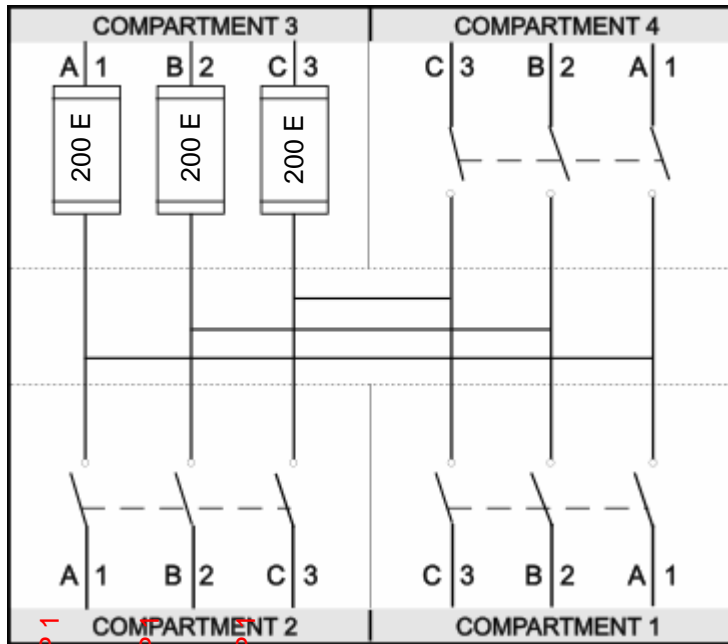 COMPARTMENT 3 COMPARTMENT 4
A 1 B 2 C 3 C 3 B 2 A 1
200 E 200 E 200 E
A 1 B 2 C 3 C 3 B 2 A 1
COMPARTMENT 2 COMPARTMENT 1